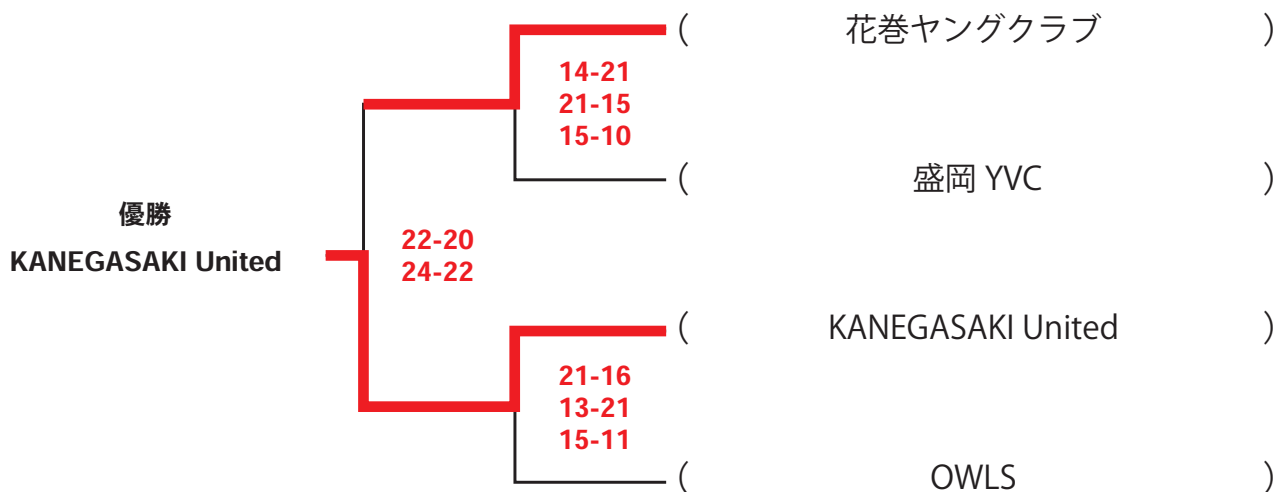 ( 花巻ヤングクラブ )
14-21
21-15
15-10
( 盛岡 YVC )
優勝
KANEGASAKI United
22-20
24-22
( KANEGASAKI United )
21-16
13-21
15-11
( OWLS )